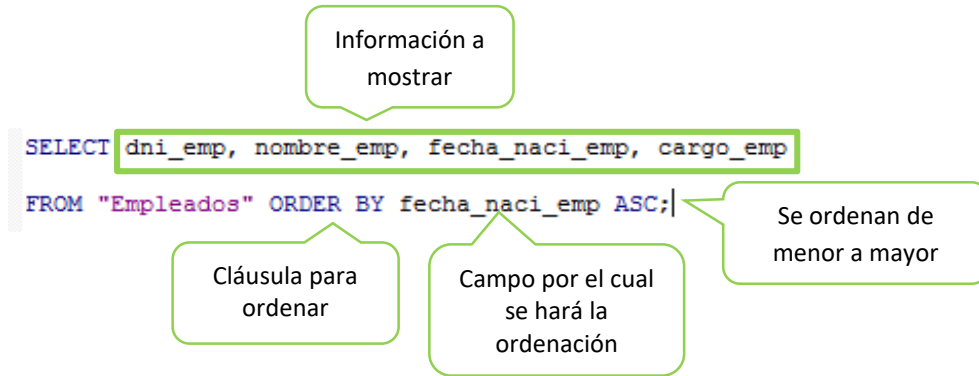 Información a
mostrar
SELECT dni_emp, nombre_emp, fecha_naci_emp, cargo_emp
FROM "Empleados" ORDER BY fecha_naci_emp ASC;
Se ordenan de
menor a mayor
Cláusula para
ordenar
Campo por el cual
se hará la
ordenación